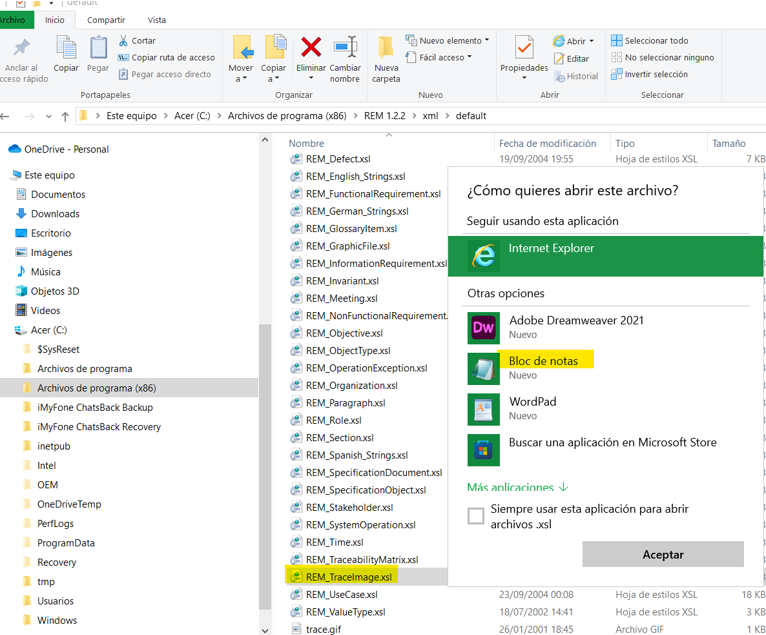 default
Archivo Inicio Compartir Vista
Anclar al
acceso rápido
Copiar
Pegar
Cortar
Copiar ruta de acceso
Pegar acceso directo
Portapapeles
Mover
a
Copiar
a
Eliminar
Cambiar
nombre
Organizar
Nueva
carpeta
Nuevo elemento
Fácil acceso
Nuevo
Propiedades
Abrir
Editar
Historial
Abrir
Seleccionar todo
No seleccionar ninguno
Invertir selección
Seleccionar
Este equipo > Acer (C:) > Archivos de programa (x86) > REM 1.2.2 > xml > default
OneDrive - Personal
Este equipo
Documentos
Downloads
Escritorio
Imágenes
Música
Objetos 3D
Vídeos
Acer (C:)
$SysReset
Archivos de programa
Archivos de programa (x86)
iMyFone ChatsBack Backup
iMyFone ChatsBack Recovery
inetpub
Intel
OEM
OneDriveTemp
PerfLogs
ProgramData
Recovery
tmp
Usuarios
Windows
Nombre Fecha de modificación Tipo Tamaño
REM_Defect.xsl 19/09/2004 19:55 Hoja de estilos XSL 7 KB
REM_English_Strings.xsl
REM_FunctionalRequirement.xsl
REM_German_Strings.xsl
REM_GlossaryItem.xsl
REM_GraphicFile.xsl
REM_InformationRequirement.xsl
REM_Invariant.xsl
REM_Meeting.xsl
REM_NonFunctionalRequirement.
REM_Objective.xsl
REM_ObjectType.xsl
REM_OperationException.xsl
REM_Organization.xsl
REM_Paragraph.xsl
REM_Role.xsl
REM_Section.xsl
REM_Spanish_Strings.xsl
REM_SpecificationDocument.xsl
REM_SpecificationObject.xsl
REM_Stakeholder.xsl
REM_SystemOperation.xsl
REM_Time.xsl
REM_TraceabilityMatrix.xsl
REM_TraceImage.xsl
REM_UseCase.xsl 23/09/2004 00:08 Hoja de estilos XSL 18 KB
REM_ValueType.xsl 18/07/2002 14:41 Hoja de estilos XSL 3 KB
trace.gif 26/01/2001 18:45 Archivo GIF 1 KB
¿Cómo quieres abrir este archivo?
Seguir usando esta aplicación
Internet Explorer
Otras opciones
Dw
Adobe Dreamweaver 2021
Nuevo
Bloc de notas
Nuevo
WordPad
Nuevo
Buscar una aplicación en Microsoft Store
Más aplicaciones
Siempre usar esta aplicación para abrir
archivos .xsl
Aceptar